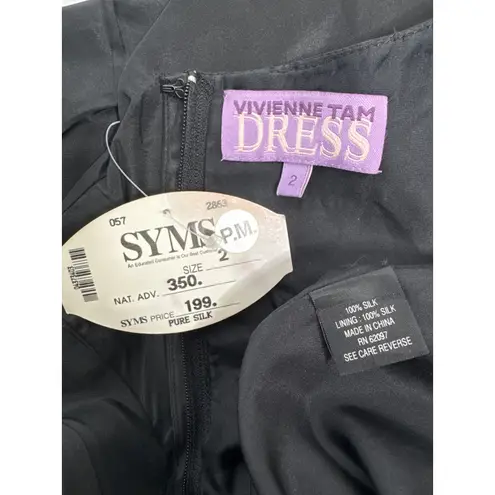 VIVIENNE TAM
DRESS
2
057 2863
SYMS P.M.
An Educated Consumer Is Our Best Customer
SIZE 2
NAT. ADV. 350.
SYMS PRICE 199.
PURE SILK
100% SILK
LINING : 100% SILK
MADE IN CHINA
RN 62097
SEE CARE REVERSE